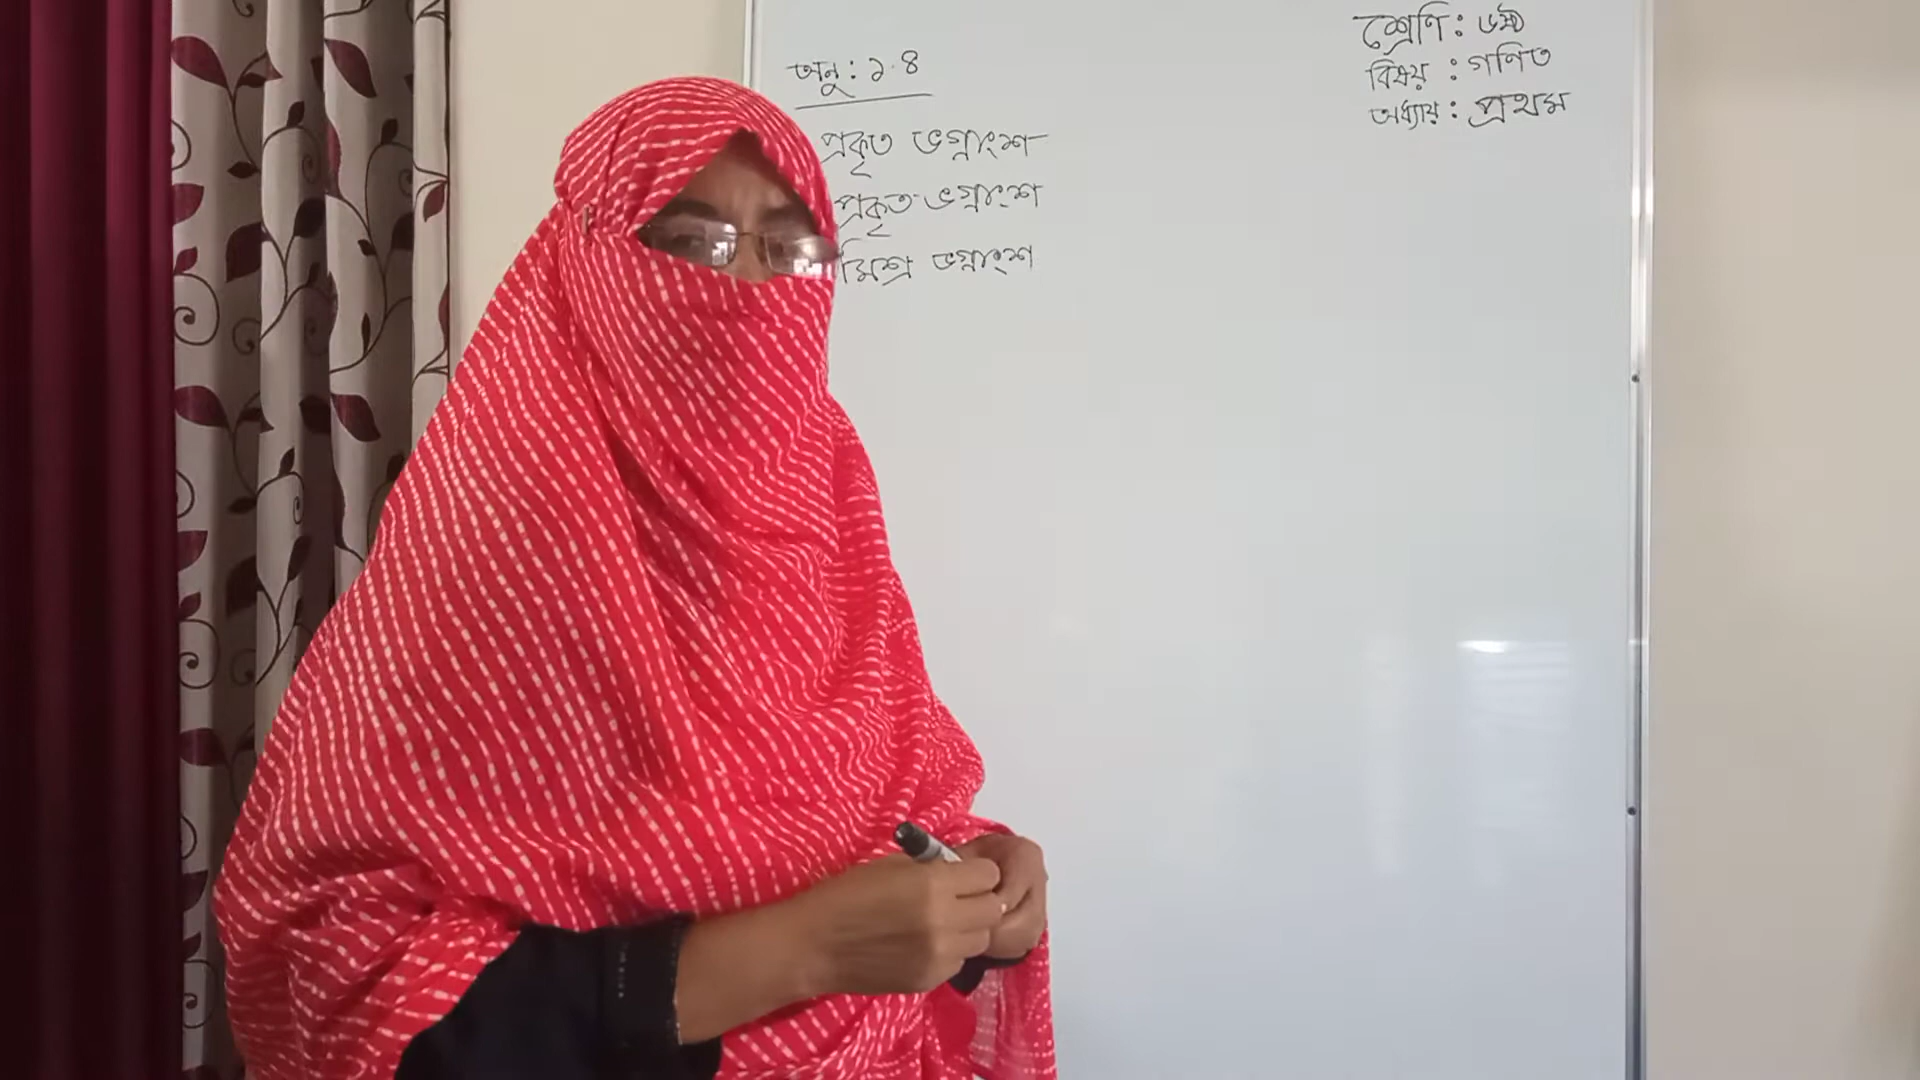 অনু: ১.৪
প্রকৃত ভগ্নাংশ
প্রকৃত ভগ্নাংশ
মিশ্র ভগ্নাংশ
শ্রেণি: ৬ষ্ঠ
বিষয়: গণিত
অধ্যায়: প্রথম